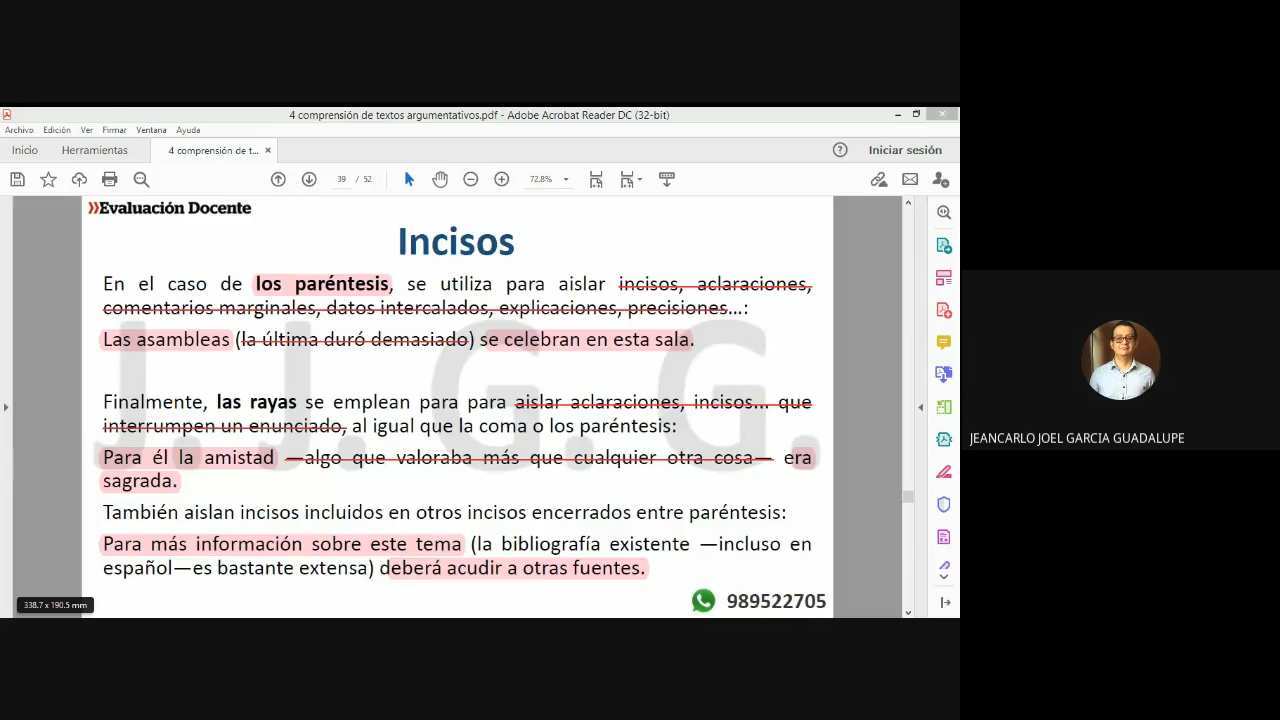 4 comprensión de textos argumentativos.pdf - Adobe Acrobat Reader DC (32-bit)
Archivo Edición Ver Firmar Ventana Ayuda
Inicio Herramientas 4 comprensión de t... × Iniciar sesión
39 / 52 72.8%
»Evaluación Docente
Incisos
En el caso de los paréntesis, se utiliza para aislar incisos, aclaraciones,
comentarios marginales, datos intercalados, explicaciones, precisiones...:
Las asambleas (la última duró demasiado) se celebran en esta sala.
Finalmente, las rayas se emplean para para aislar aclaraciones, incisos... que
interrumpen un enunciado, al igual que la coma o los paréntesis:
Para él la amistad —algo que valoraba más que cualquier otra cosa— era
sagrada.
También aislan incisos incluidos en otros incisos encerrados entre paréntesis:
Para más información sobre este tema (la bibliografía existente —incluso en
español—es bastante extensa) deberá acudir a otras fuentes.
J. J. G. G.
338.7 x 190.5 mm
989522705
JEANCARLO JOEL GARCIA GUADALUPE